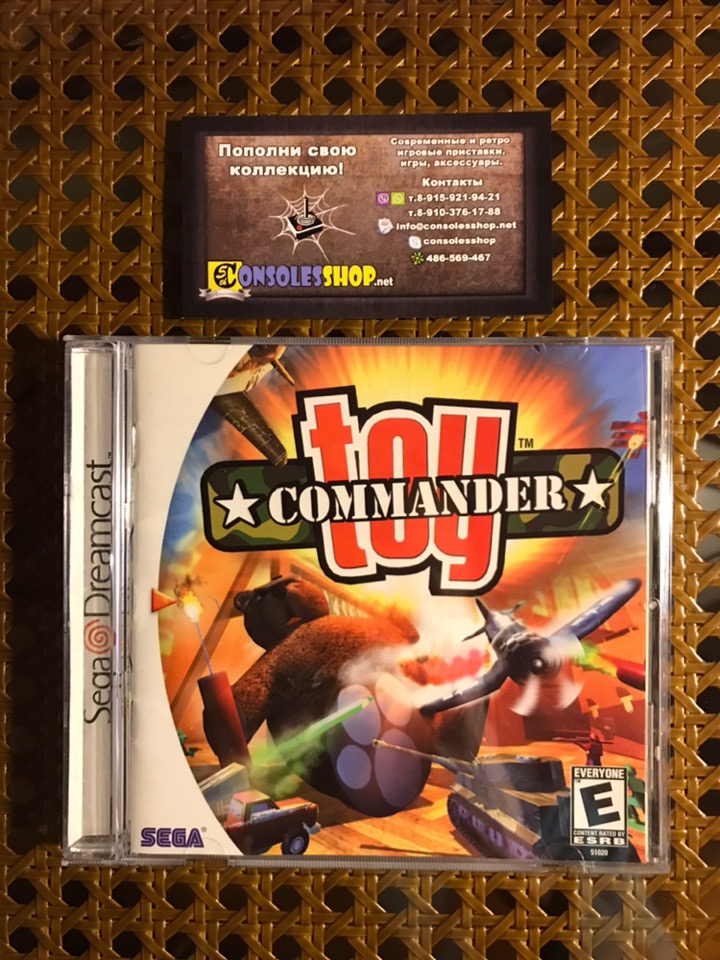 Пополни свою
коллекцию!
Современные и ретро
игровые приставки,
игры, аксессуары.
Контакты
т.8-915-921-94-21
т.8-910-376-17-88
info@consolesshop.net
consolesshop
486-569-467
CONSOLESSHOP.net
Sega Dreamcast™
toy™
COMMANDER
SEGA®
EVERYONE
E
CONTENT RATED BY
ESRB
51020